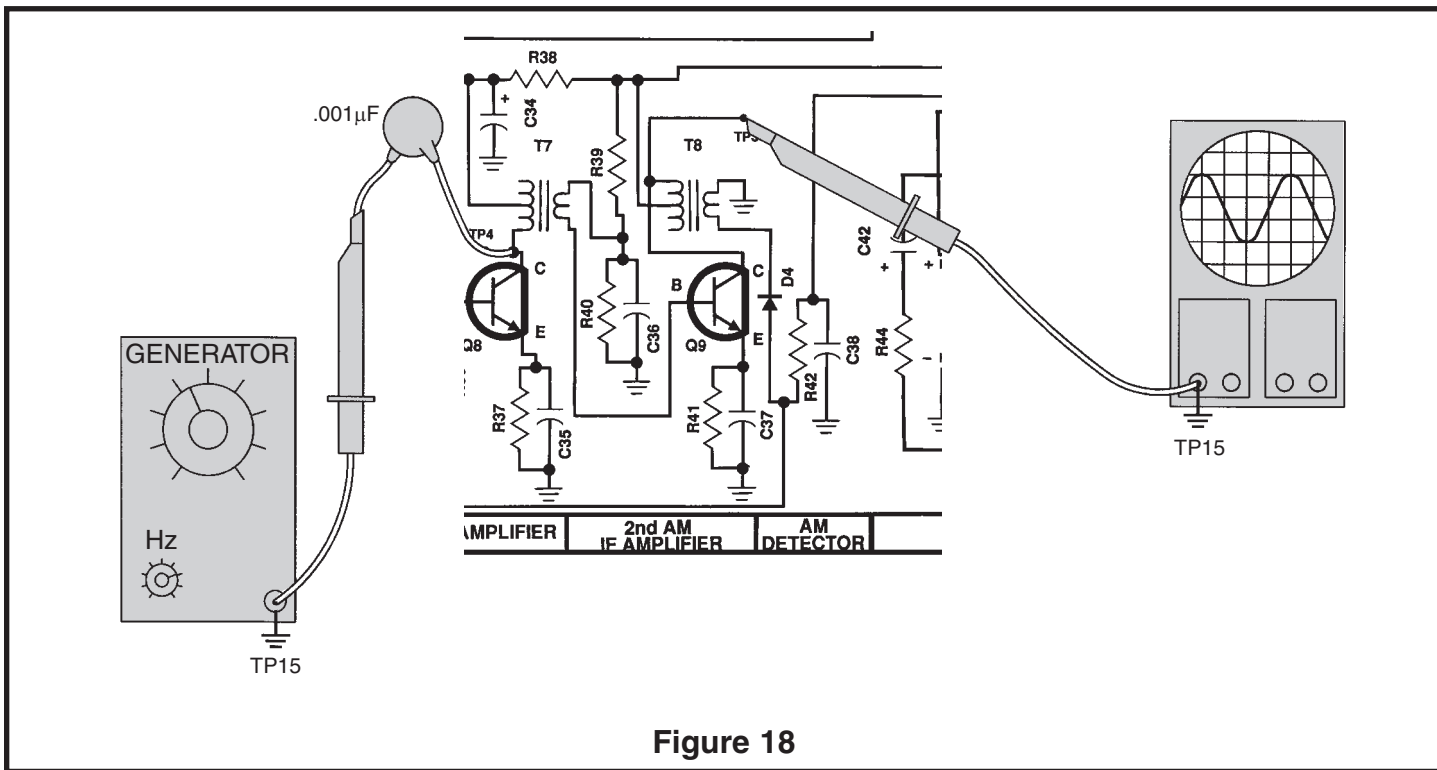 R38
.001µF
C34
T7
R39
T8
TP4
C
B
C
D4
C42
R40
C36
E
Q8
Q9
E
R42
C38
R44
GENERATOR
R37
C35
R41
C37
TP15
Hz
AMPLIFIER
2nd AM
IF AMPLIFIER
AM
DETECTOR
TP15
Figure 18